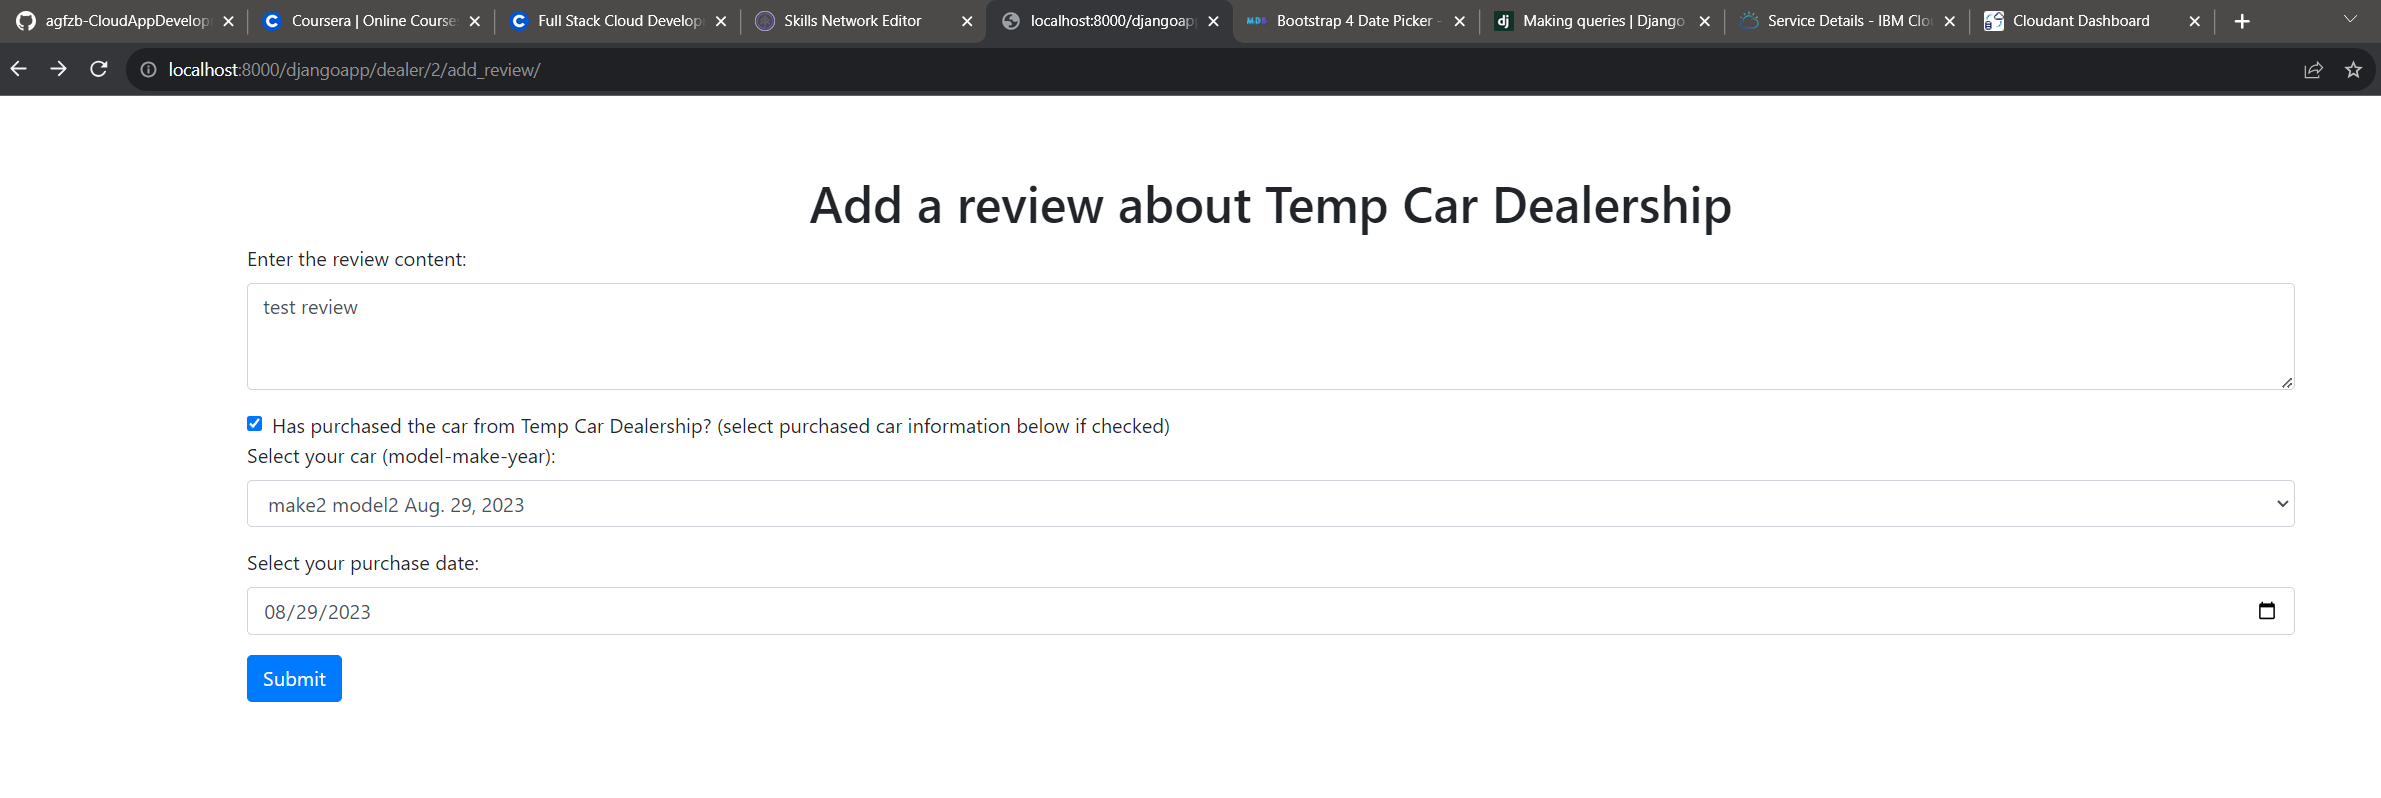 agfzb-CloudAppDevelop
Coursera | Online Course
Full Stack Cloud Develop
Skills Network Editor
localhost:8000/djangoap
MDB Bootstrap 4 Date Picker -
dj Making queries | Django
Service Details - IBM Clo
Cloudant Dashboard
localhost:8000/djangoapp/dealer/2/add_review/
Add a review about Temp Car Dealership
Enter the review content:
test review
Has purchased the car from Temp Car Dealership? (select purchased car information below if checked)
Select your car (model-make-year):
make2 model2 Aug. 29, 2023
Select your purchase date:
08/29/2023
Submit